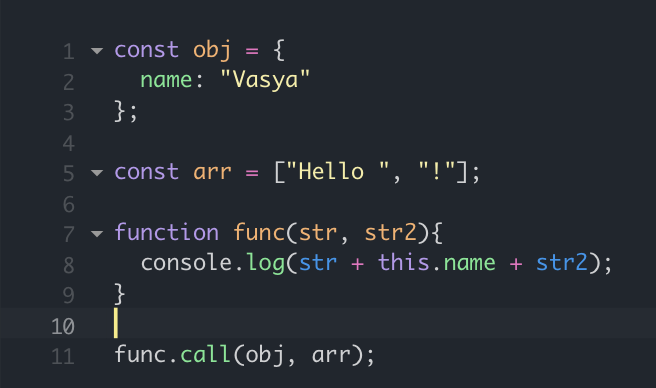 1 const obj = {
2   name: "Vasya"
3 };
4
5 const arr = ["Hello ", "!"];
6
7 function func(str, str2){
8   console.log(str + this.name + str2);
9 }
10
11 func.call(obj, arr);